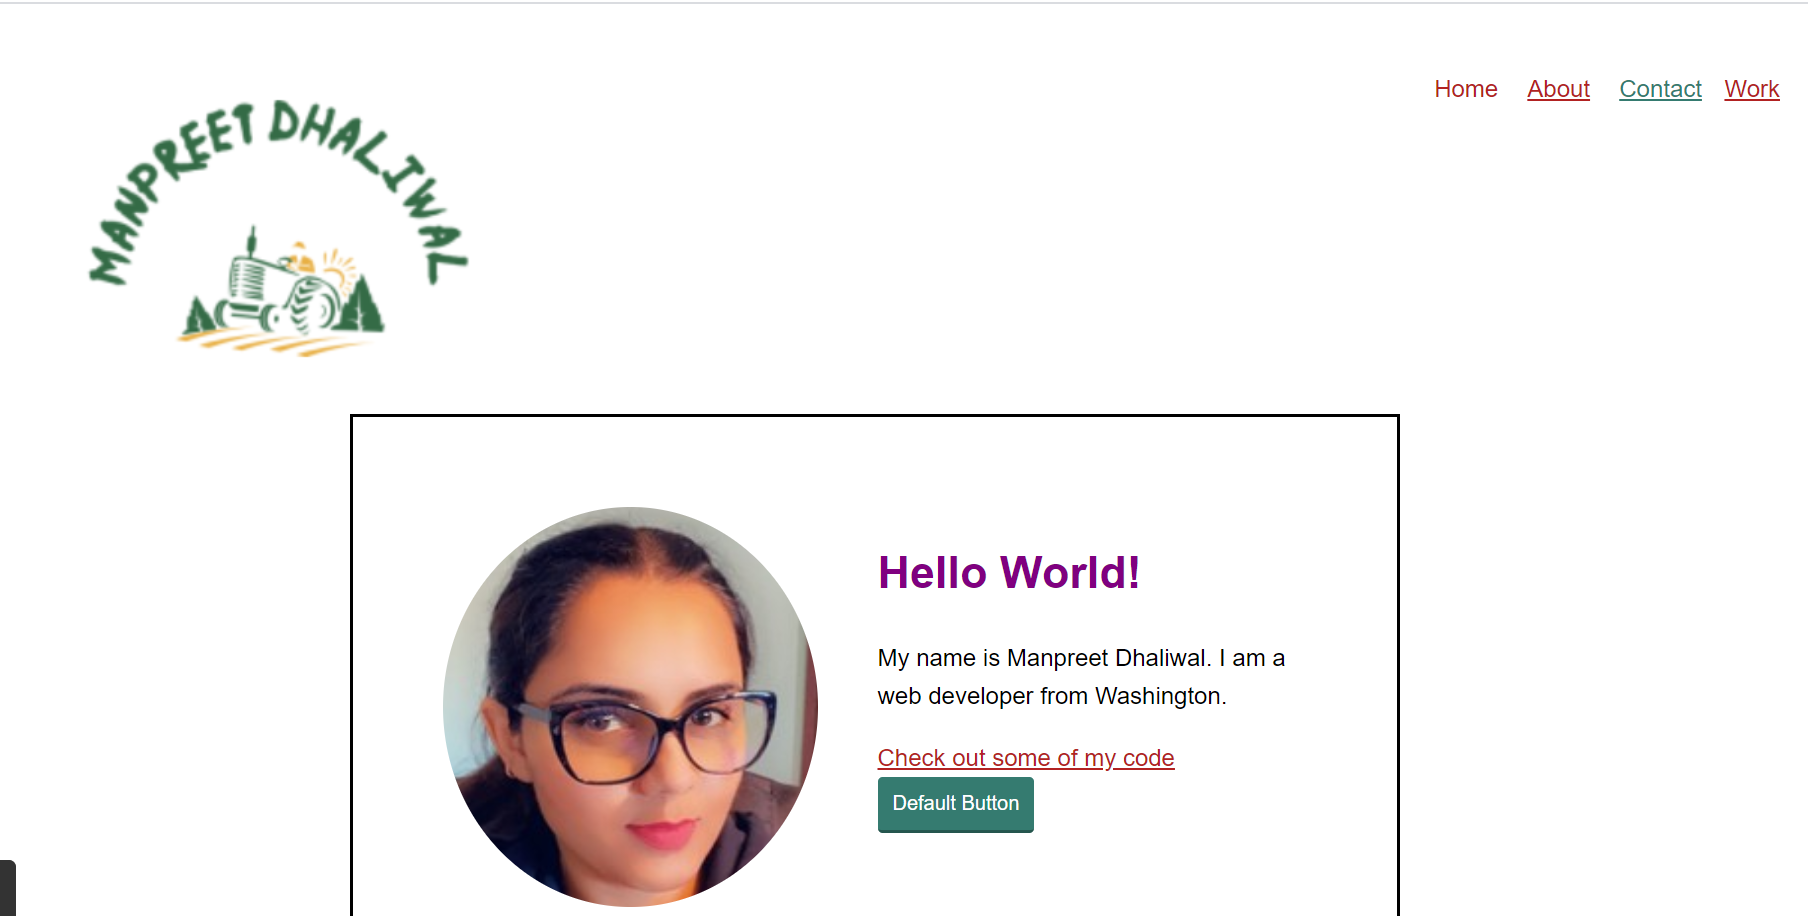 Home About Contact Work
MANPREET DHALIWAL
Hello World!
My name is Manpreet Dhaliwal. I am a
web developer from Washington.
Check out some of my code
Default Button